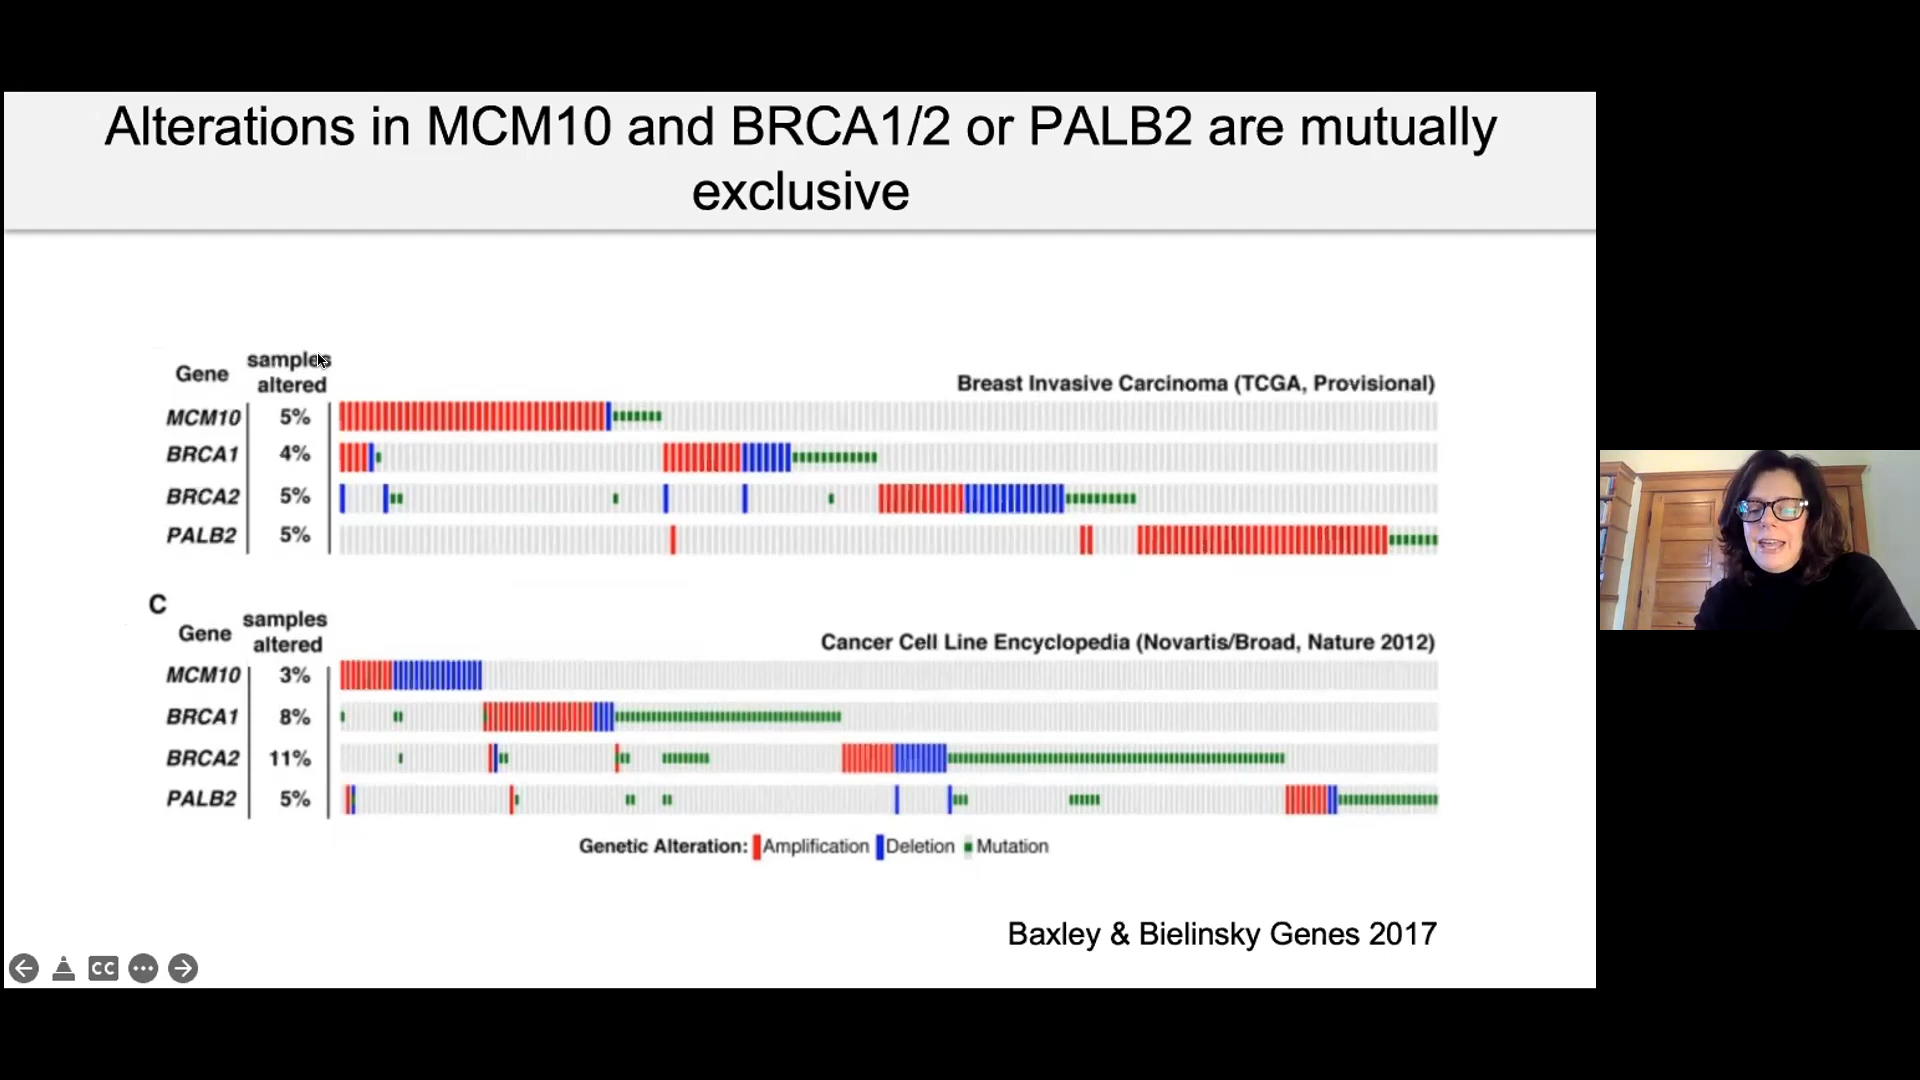 Alterations in MCM10 and BRCA1/2 or PALB2 are mutually
exclusive
Gene samples altered
Breast Invasive Carcinoma (TCGA, Provisional)
MCM10 5%
BRCA1 4%
BRCA2 5%
PALB2 5%
C
Gene samples altered
Cancer Cell Line Encyclopedia (Novartis/Broad, Nature 2012)
MCM10 3%
BRCA1 8%
BRCA2 11%
PALB2 5%
Genetic Alteration: Amplification Deletion Mutation
Baxley & Bielinsky Genes 2017
CC